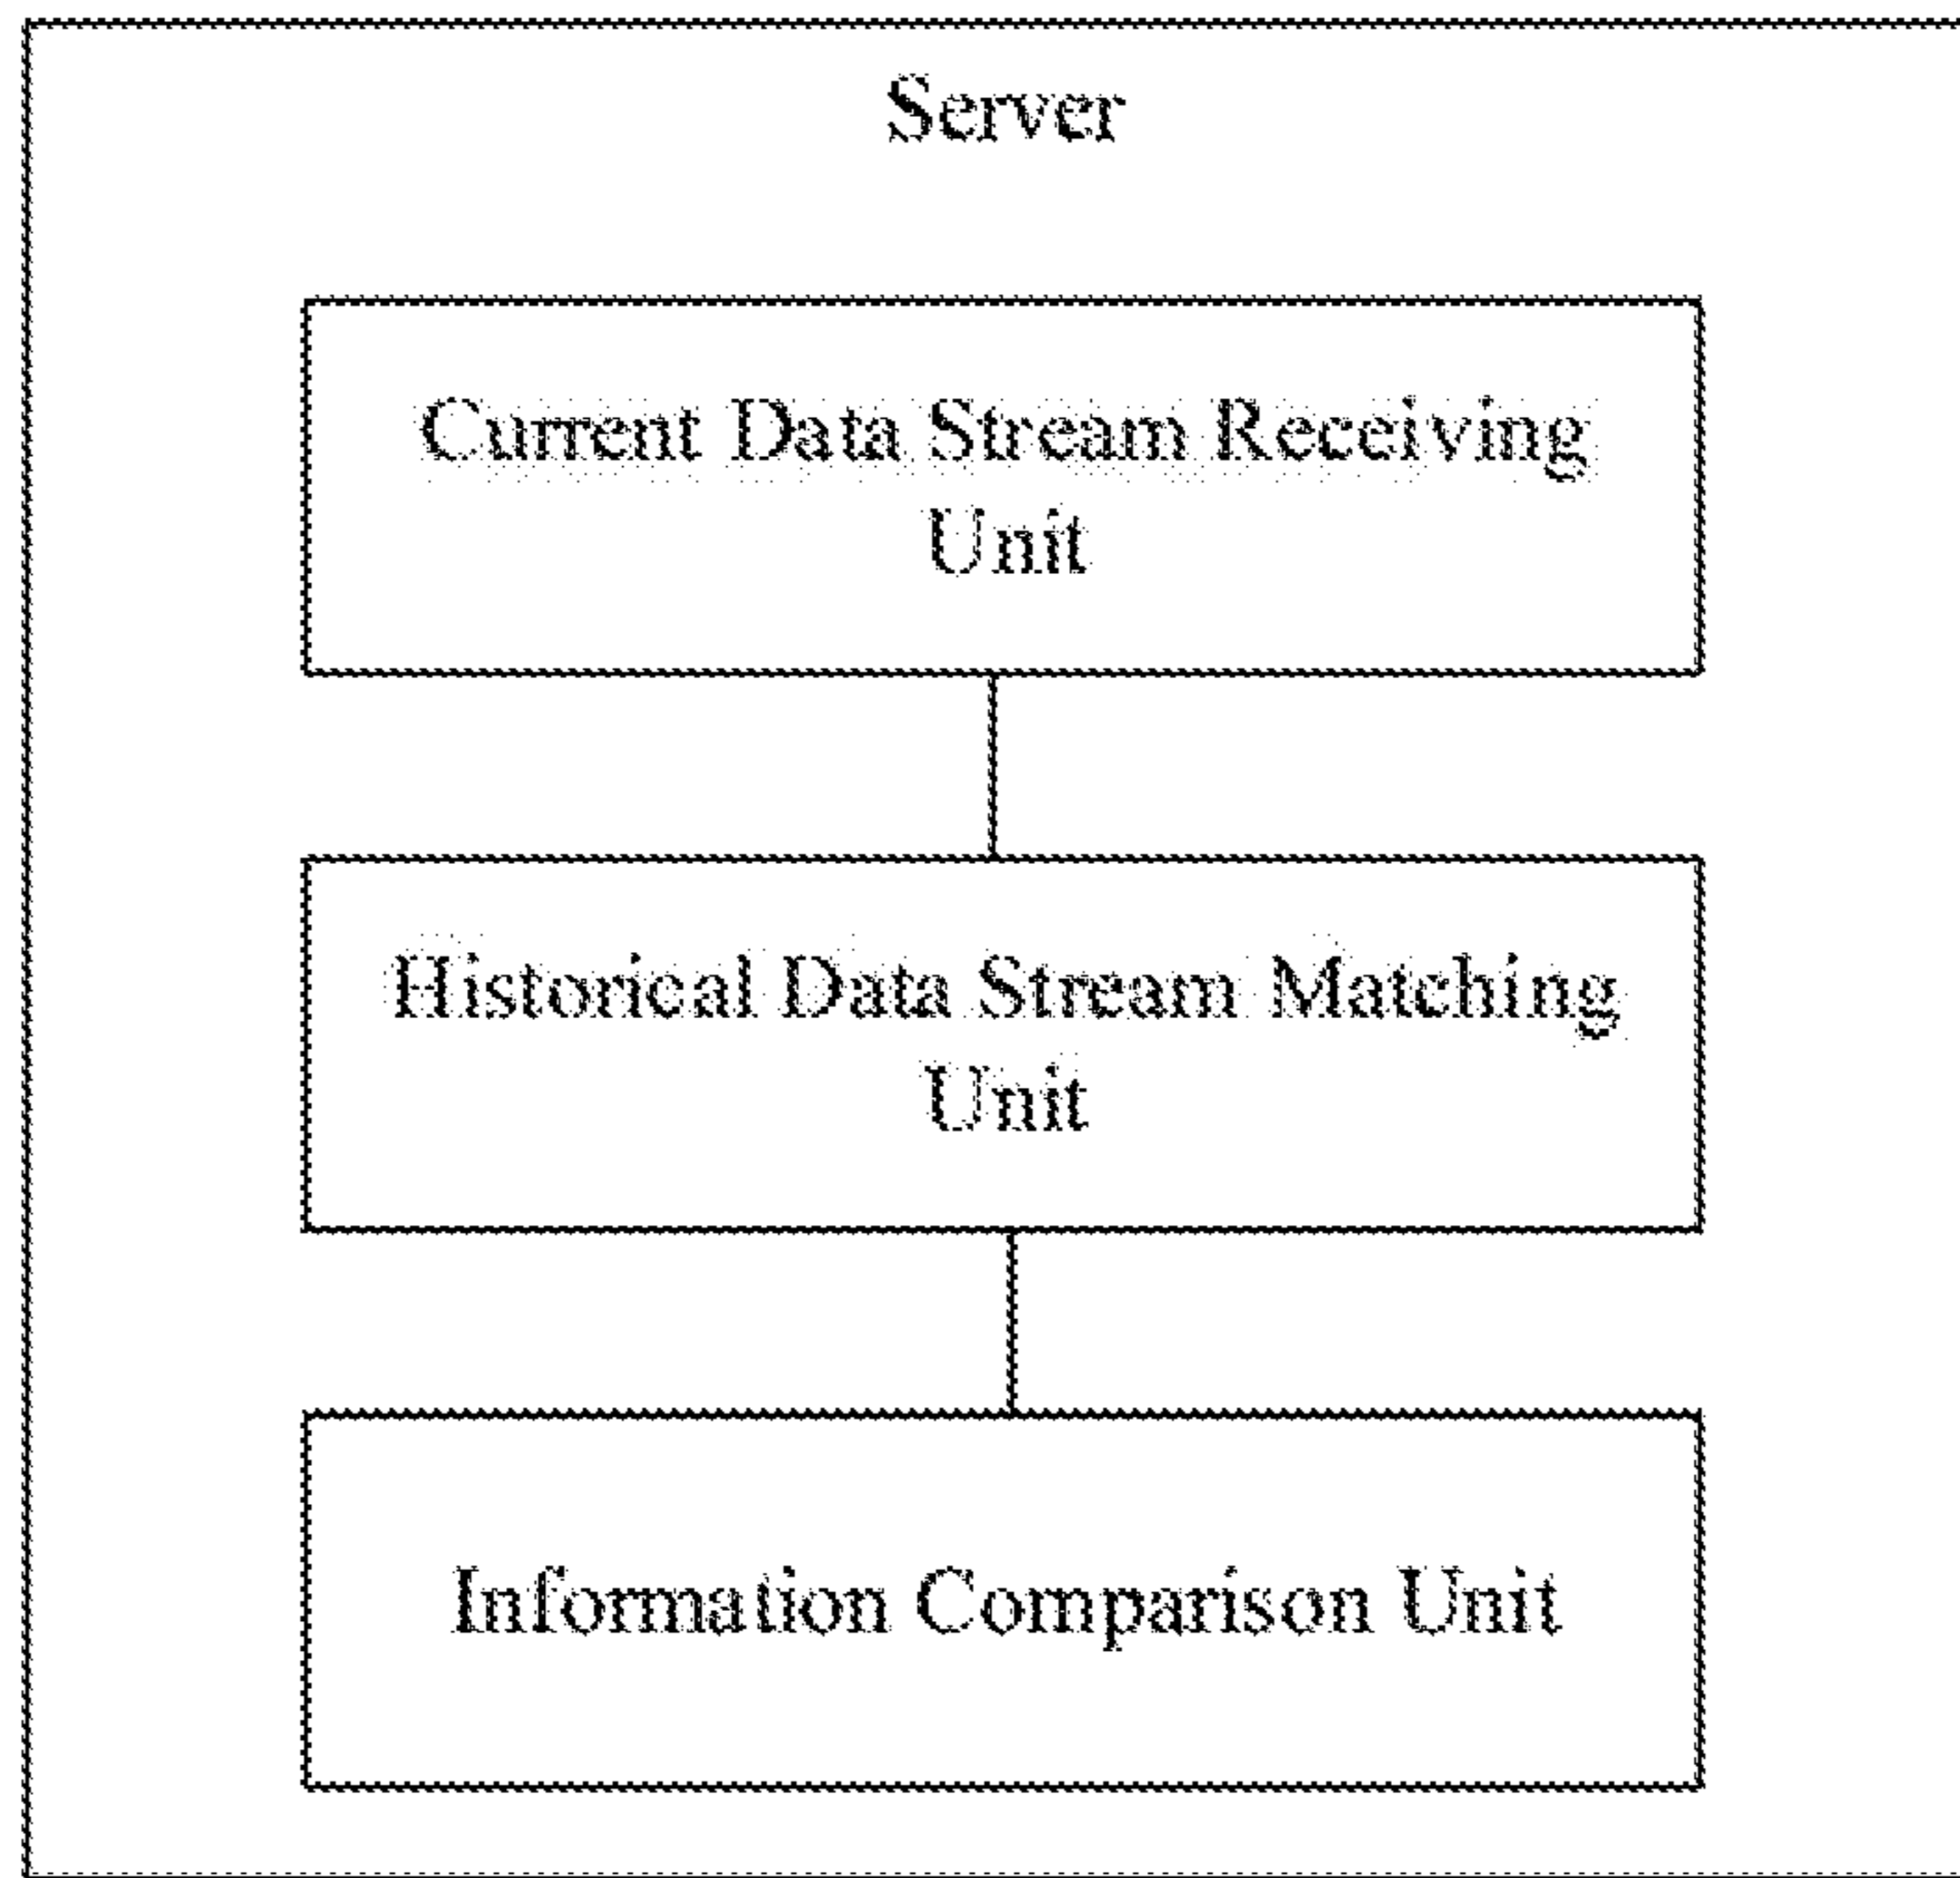 Server
Current Data Stream Receiving
Unit
Historical Data Stream Matching
Unit
Information Comparison Unit